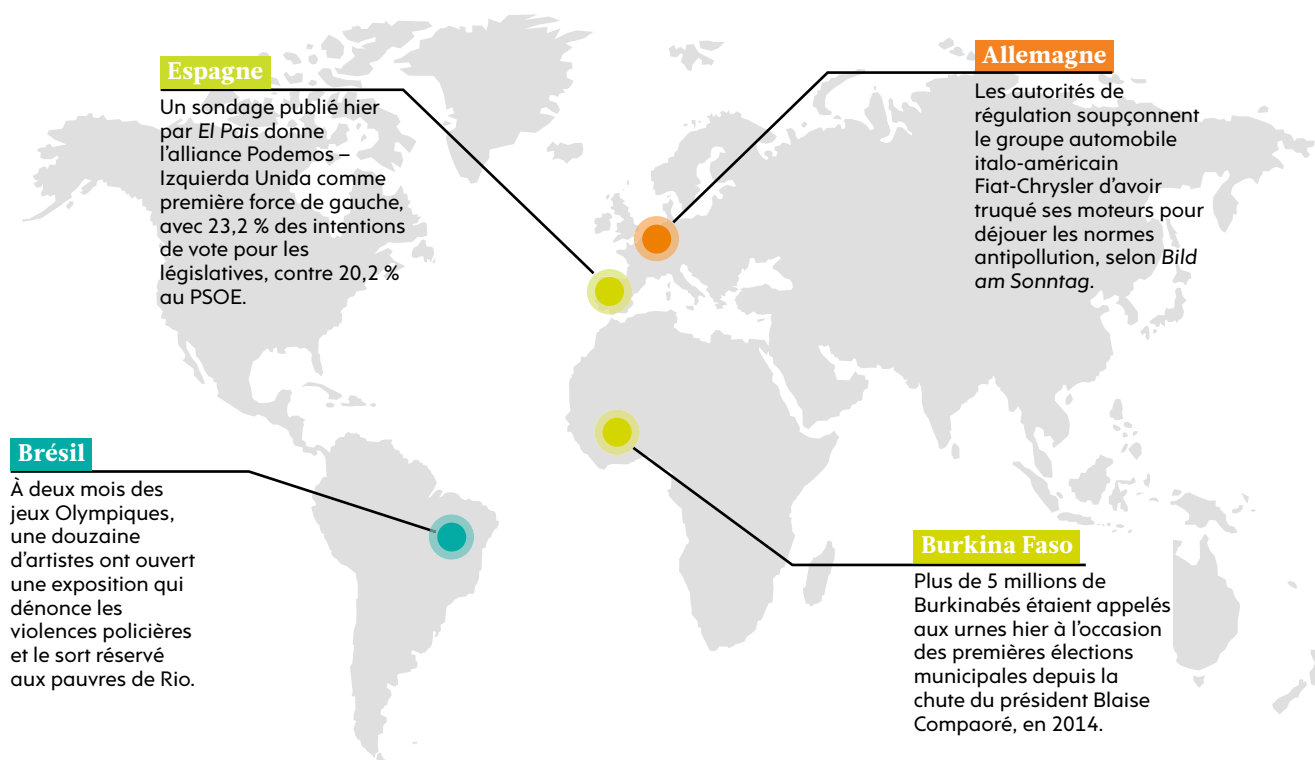 Espagne
Un sondage publié hier
par El Pais donne
l’alliance Podemos –
Izquierda Unida comme
première force de gauche,
avec 23,2 % des intentions
de vote pour les
législatives, contre 20,2 %
au PSOE.
Allemagne
Les autorités de
régulation soupçonnent
le groupe automobile
italo-américain
Fiat-Chrysler d’avoir
truqué ses moteurs pour
déjouer les normes
antipollution, selon Bild
am Sonntag.
Brésil
À deux mois des
jeux Olympiques,
une douzaine
d’artistes ont ouvert
une exposition qui
dénonce les
violences policières
et le sort réservé
aux pauvres de Rio.
Burkina Faso
Plus de 5 millions de
Burkinabés étaient appelés
aux urnes hier à l’occasion
des premières élections
municipales depuis la
chute du président Blaise
Compaoré, en 2014.